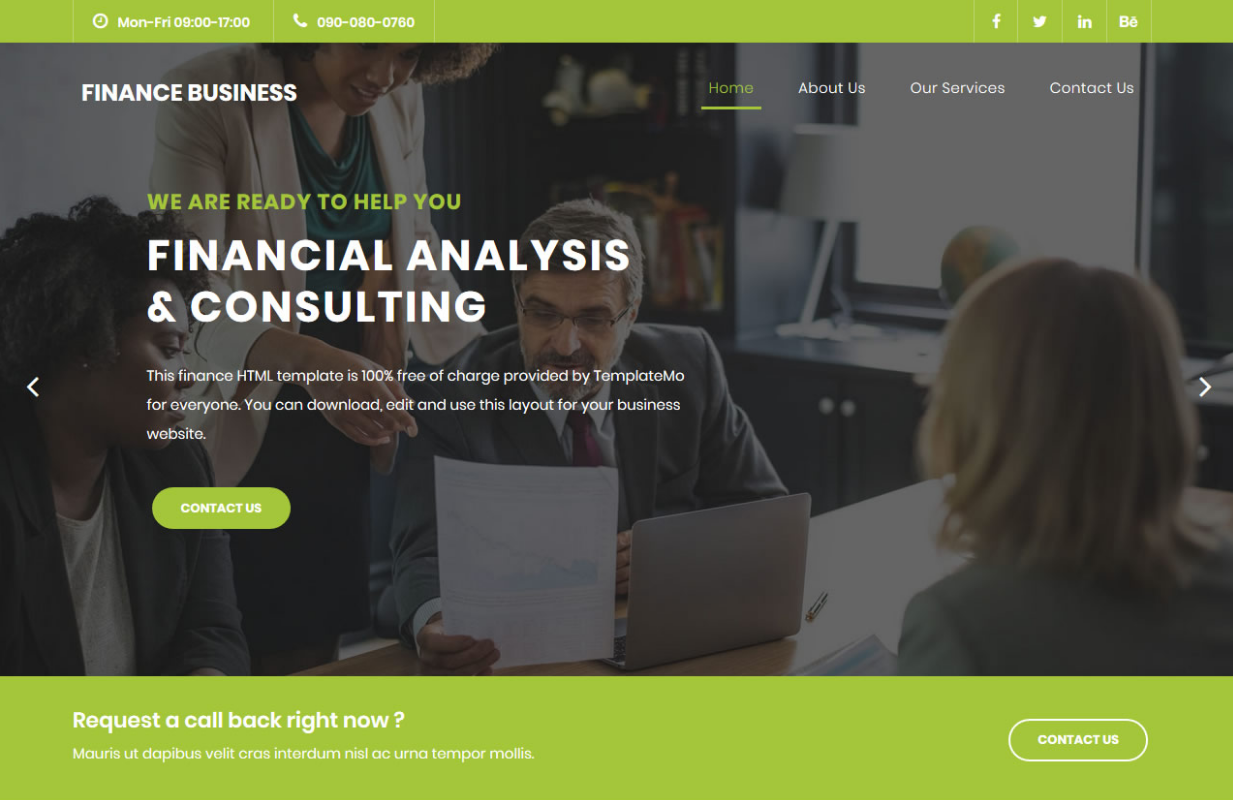 Mon-Fri 09:00-17:00 090-080-0760
FINANCE BUSINESS
Home About Us Our Services Contact Us
WE ARE READY TO HELP YOU
FINANCIAL ANALYSIS
& CONSULTING
This finance HTML template is 100% free of charge provided by TemplateMo
for everyone. You can download, edit and use this layout for your business
website.
CONTACT US
Request a call back right now ?
Mauris ut dapibus velit cras interdum nisl ac urna tempor mollis.
CONTACT US